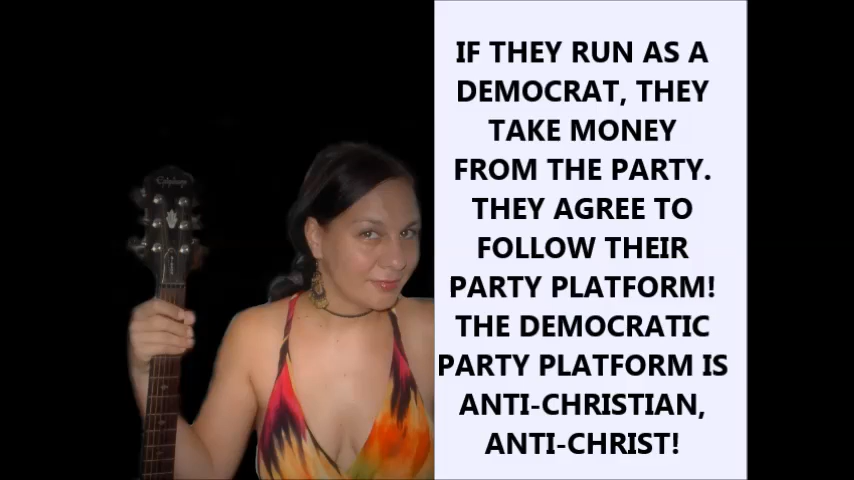 Epiphone
IF THEY RUN AS A
DEMOCRAT, THEY
TAKE MONEY
FROM THE PARTY.
THEY AGREE TO
FOLLOW THEIR
PARTY PLATFORM!
THE DEMOCRATIC
PARTY PLATFORM IS
ANTI-CHRISTIAN,
ANTI-CHRIST!